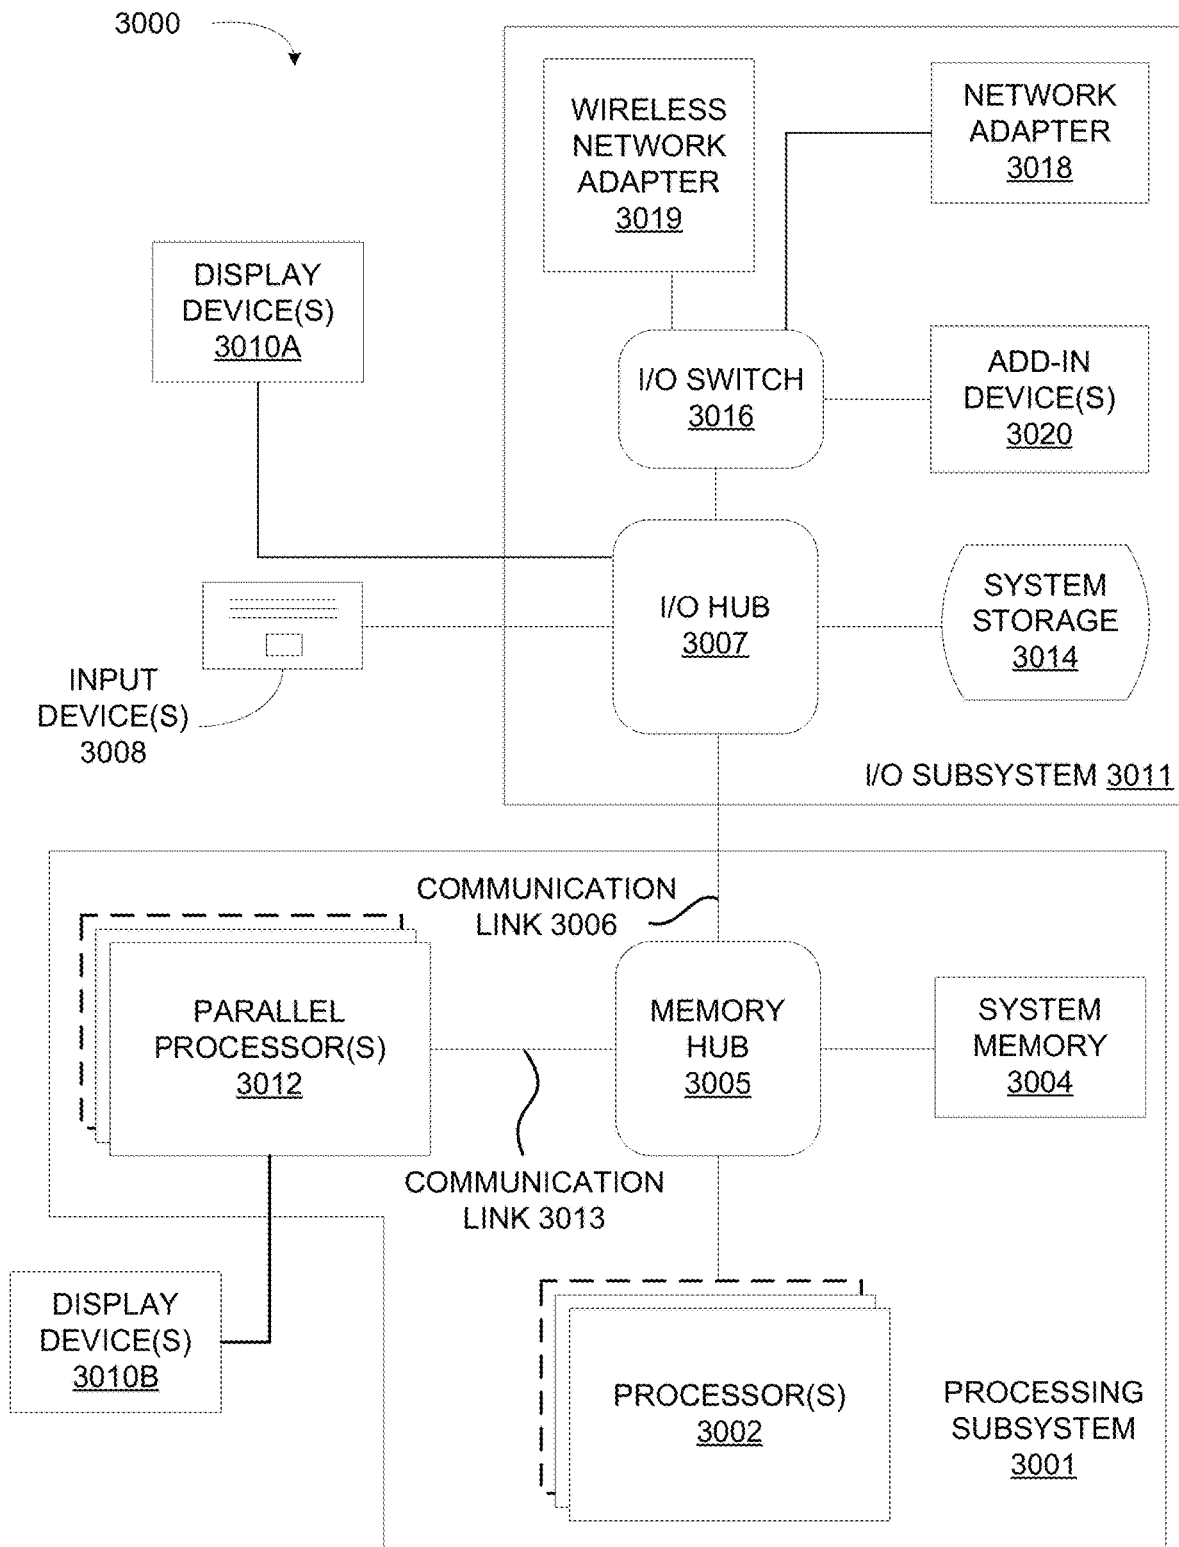 3000
WIRELESS
NETWORK
ADAPTER
3019
NETWORK
ADAPTER
3018
DISPLAY
DEVICE(S)
3010A
I/O SWITCH
3016
ADD-IN
DEVICE(S)
3020
I/O HUB
3007
SYSTEM
STORAGE
3014
INPUT
DEVICE(S)
3008
I/O SUBSYSTEM 3011
COMMUNICATION
LINK 3006
PARALLEL
PROCESSOR(S)
3012
MEMORY
HUB
3005
SYSTEM
MEMORY
3004
COMMUNICATION
LINK 3013
DISPLAY
DEVICE(S)
3010B
PROCESSOR(S)
3002
PROCESSING
SUBSYSTEM
3001